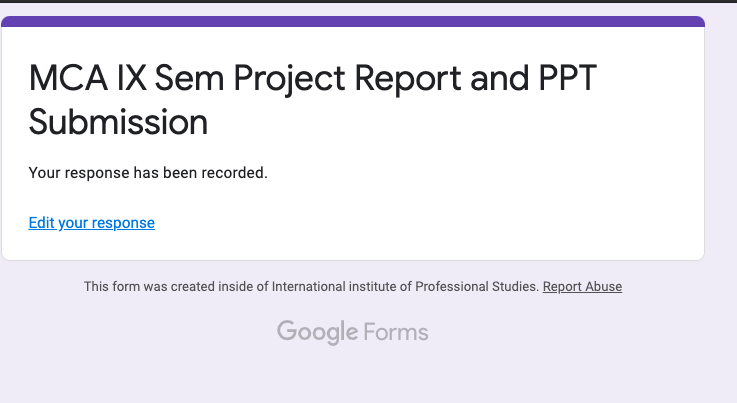 MCA IX Sem Project Report and PPT
Submission
Your response has been recorded.
Edit your response
This form was created inside of International institute of Professional Studies. Report Abuse
Google Forms